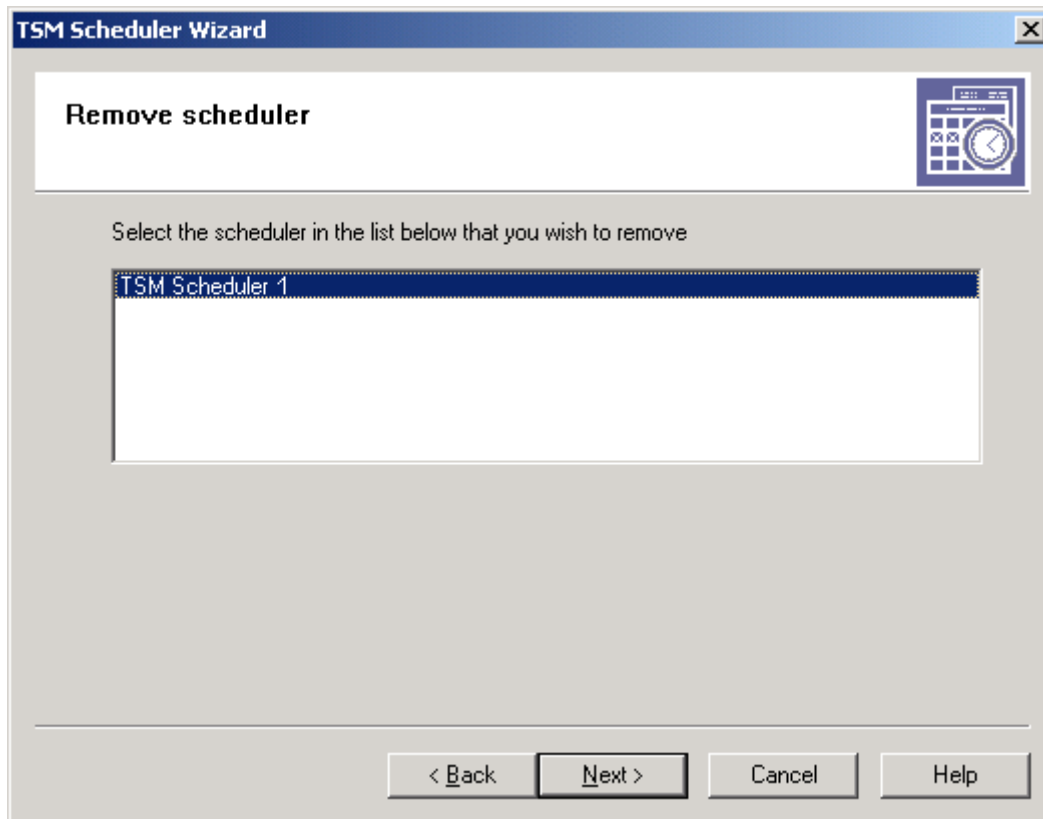 TSM Scheduler Wizard
Remove scheduler
Select the scheduler in the list below that you wish to remove
TSM Scheduler 1
< Back
Next >
Cancel
Help